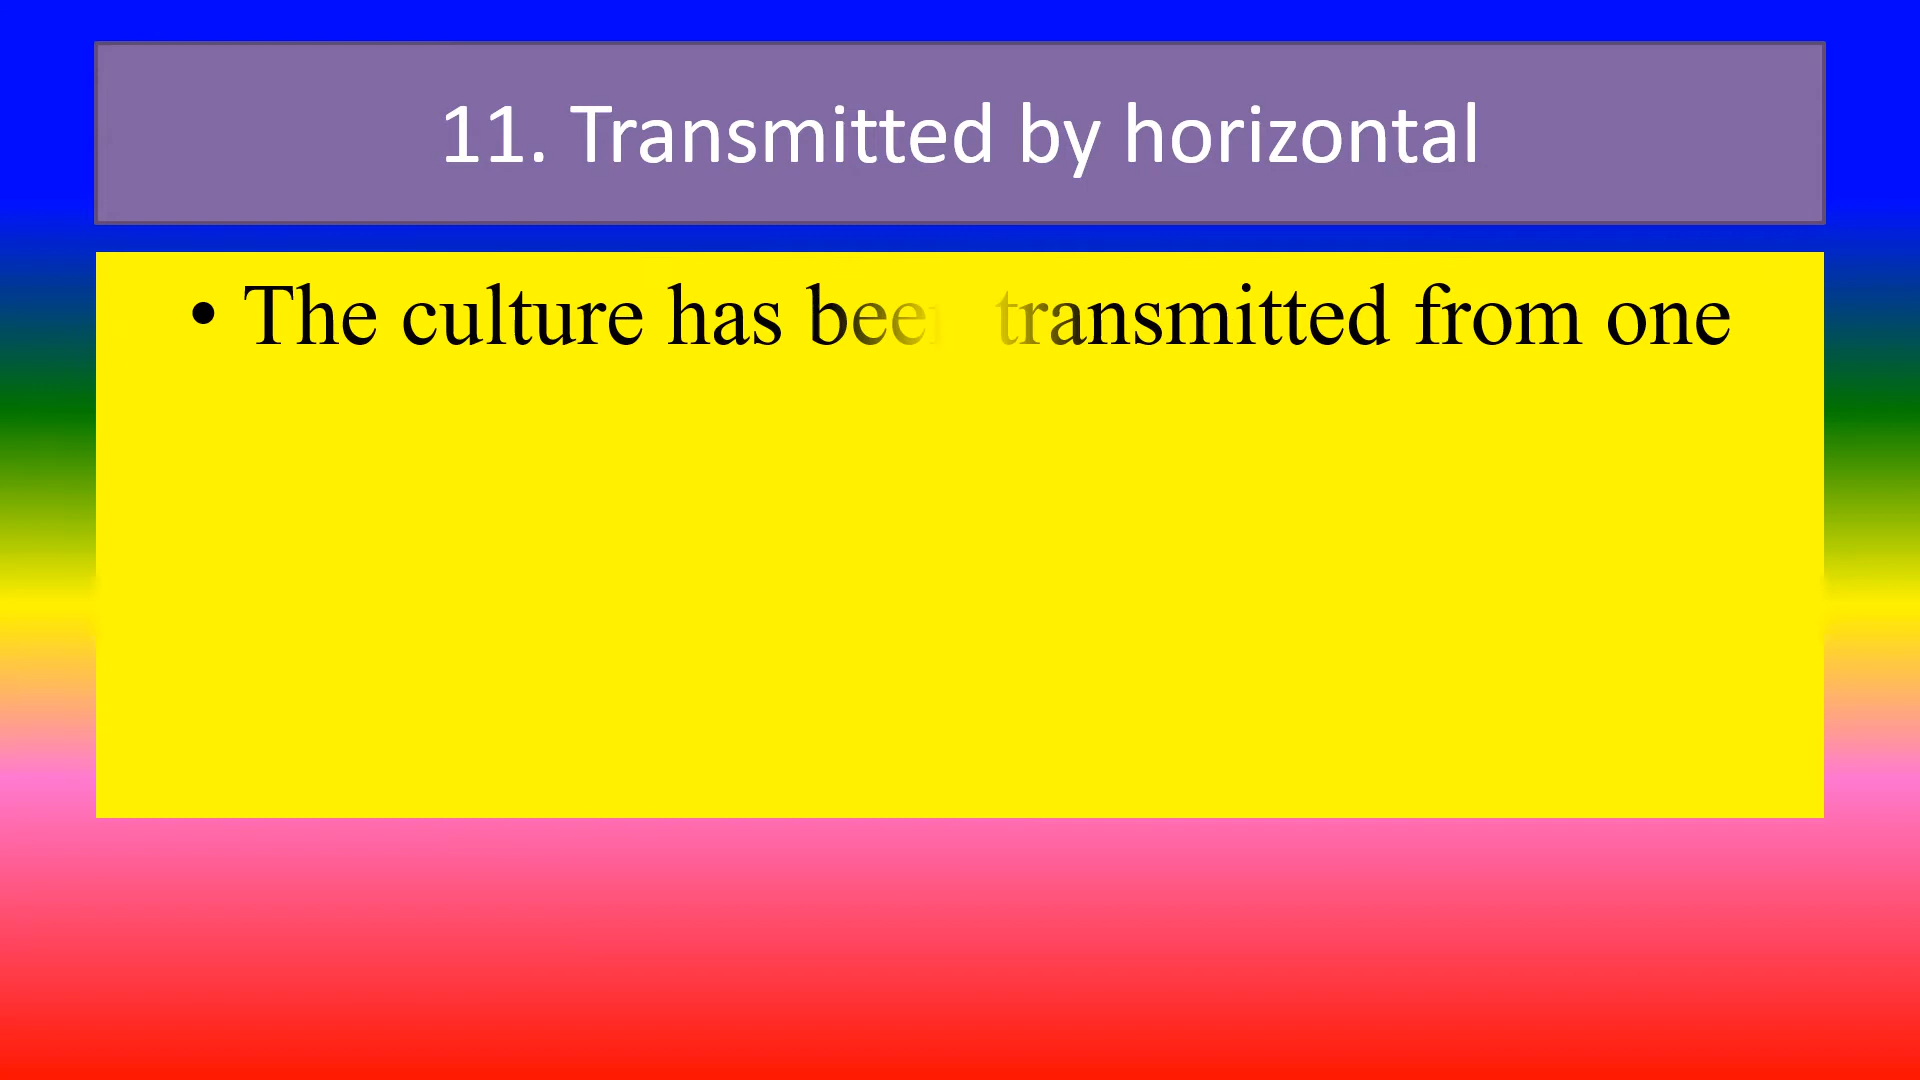 11. Transmitted by horizontal
• The culture has been transmitted from one